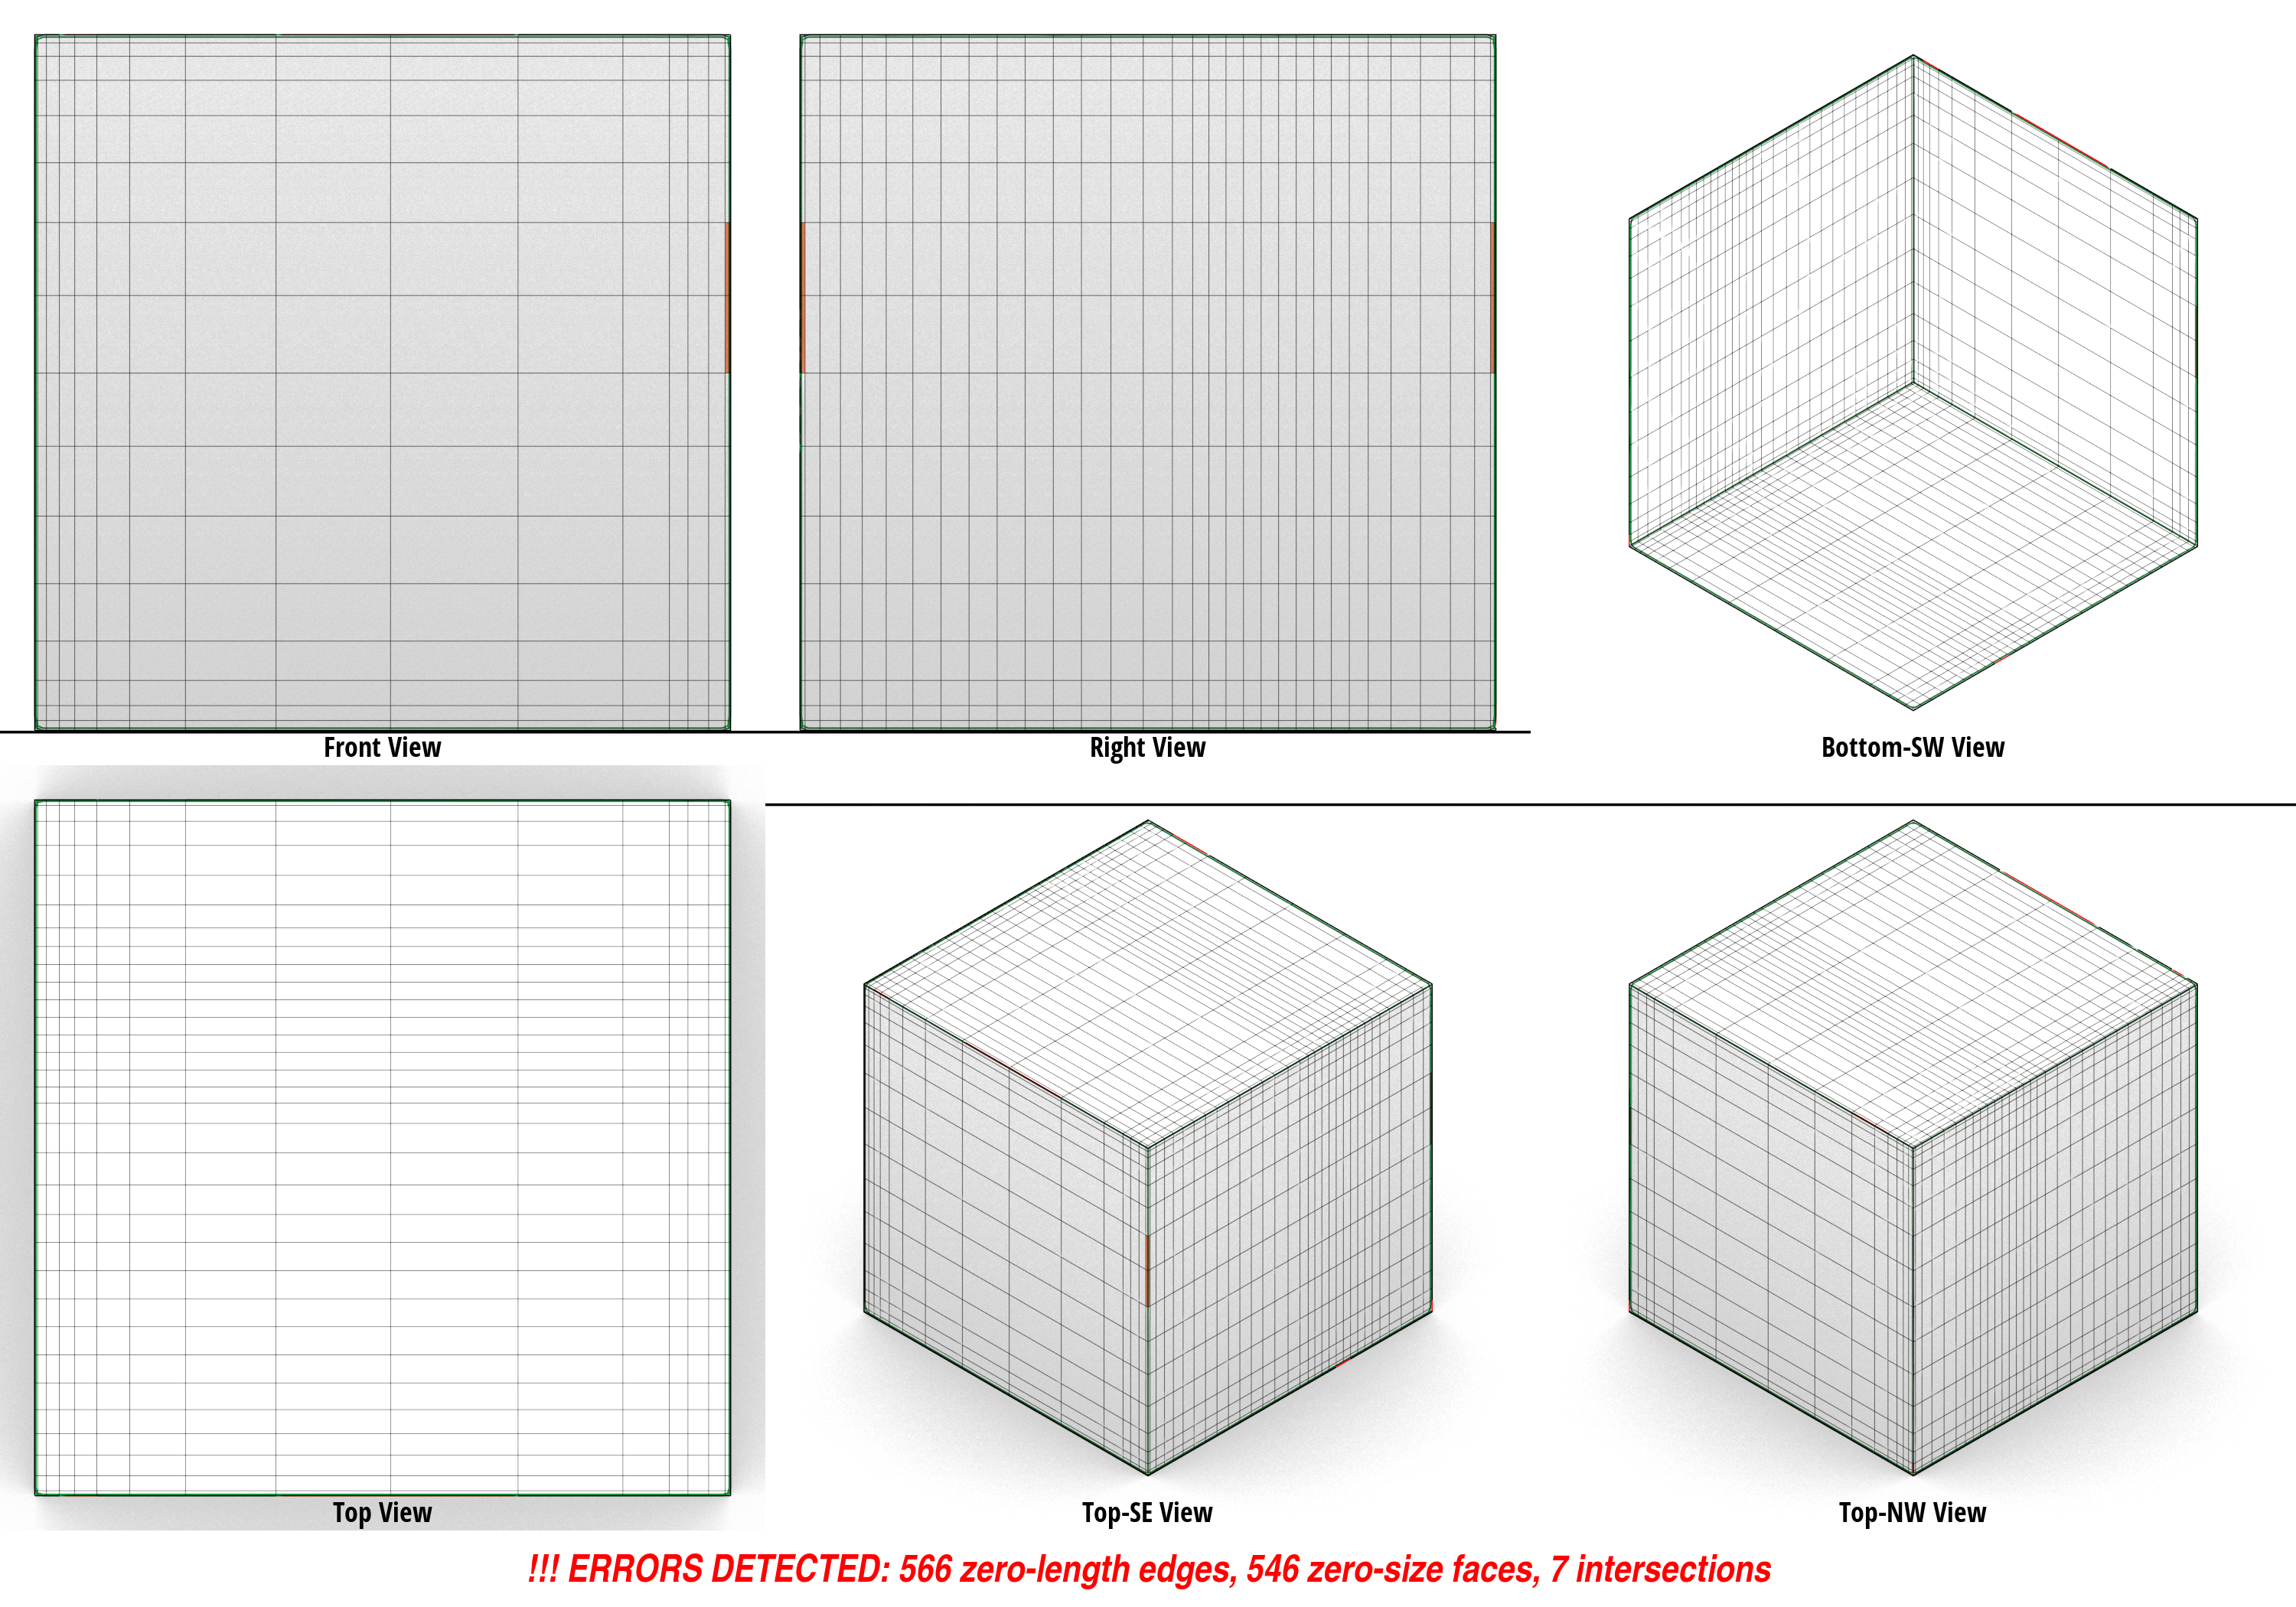 Front View
Right View
Bottom-SW View
Top View
Top-SE View
Top-NW View
!!! ERRORS DETECTED: 566 zero-length edges, 546 zero-size faces, 7 intersections